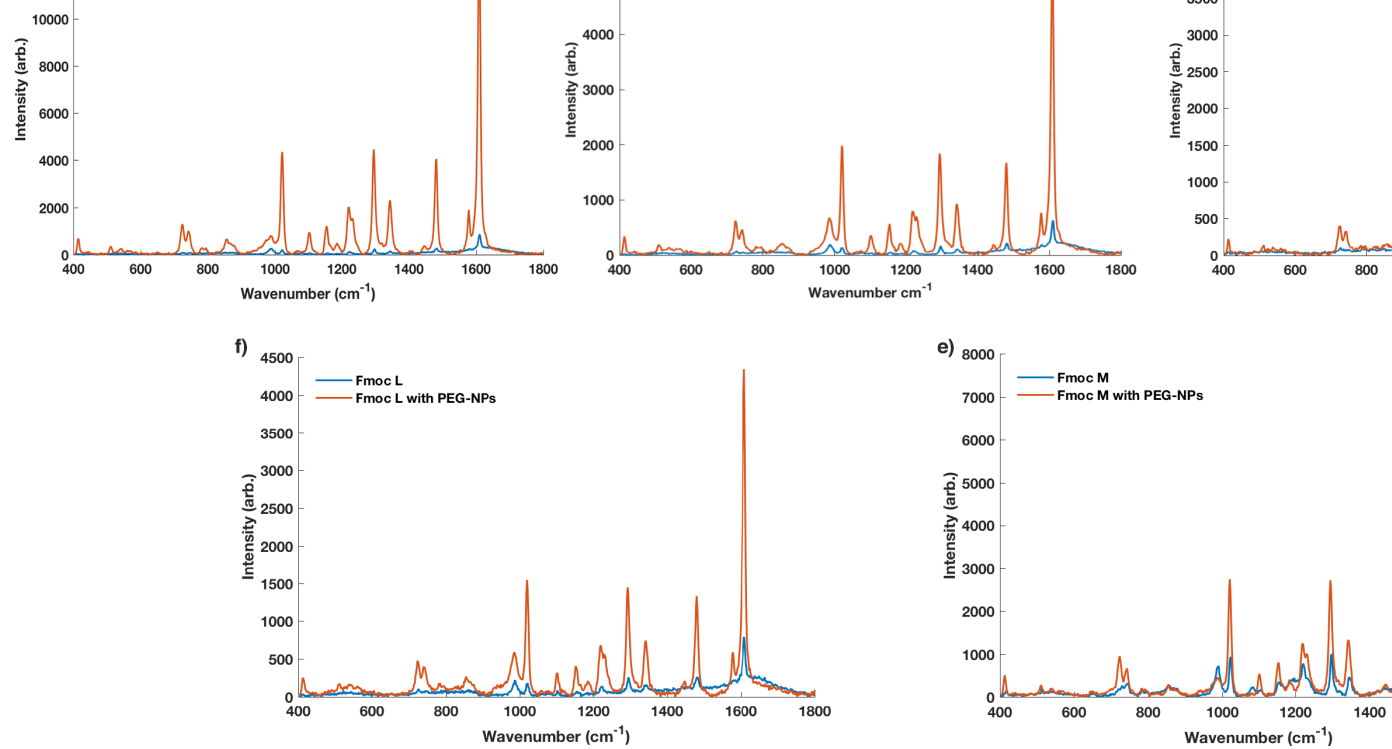 10000
8000
6000
4000
2000
0
Intensity (arb.)
400 600 800 1000 1200 1400 1600 1800
Wavenumber (cm-1)
4000
3000
2000
1000
0
Intensity (arb.)
400 600 800 1000 1200 1400 1600 1800
Wavenumber cm-1
3500
3000
2500
2000
1500
1000
500
0
Intensity (arb.)
400 600 800
f)
4500
4000
3500
3000
2500
2000
1500
1000
500
0
Intensity (arb.)
Fmoc L
Fmoc L with PEG-NPs
400 600 800 1000 1200 1400 1600 1800
Wavenumber (cm-1)
e)
8000
7000
6000
5000
4000
3000
2000
1000
0
Intensity (arb.)
Fmoc M
Fmoc M with PEG-NPs
400 600 800 1000 1200 1400
Wavenumber (cm-1)